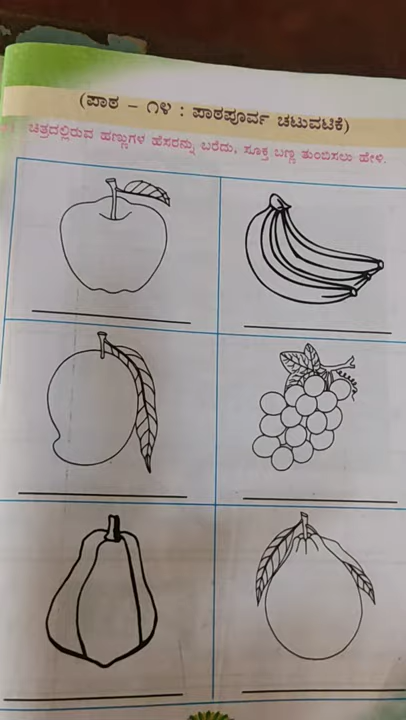 (ಪಾಠ – ೧೪ : ಪಾಠಪೂರ್ವ ಚಟುವಟಿಕೆ)
ಚಿತ್ರದಲ್ಲಿರುವ ಹಣ್ಣುಗಳ ಹೆಸರನ್ನು ಬರೆದು, ಸೂಕ್ತ ಬಣ್ಣ ತುಂಬಿಸಲು ಹೇಳಿ.